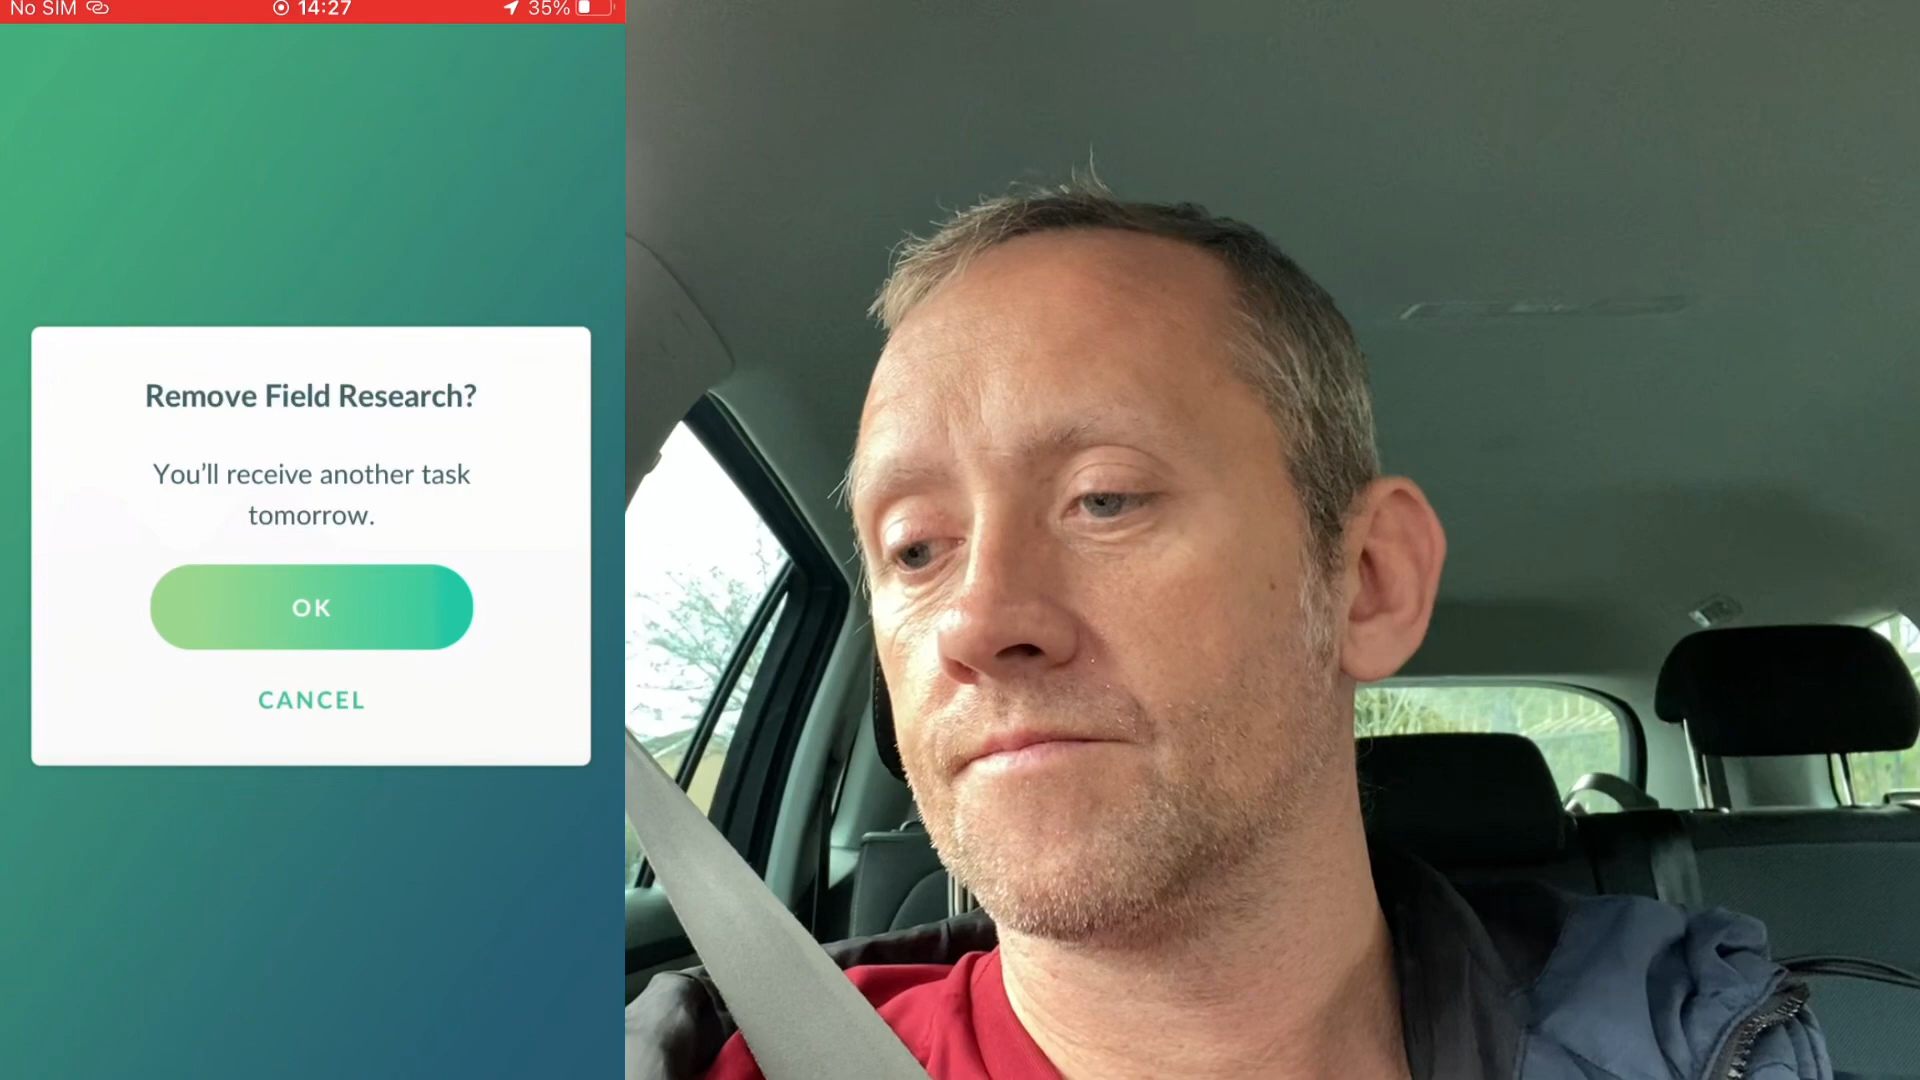 No SIM 14:27 35%
Remove Field Research?
You'll receive another task
tomorrow.
OK
CANCEL